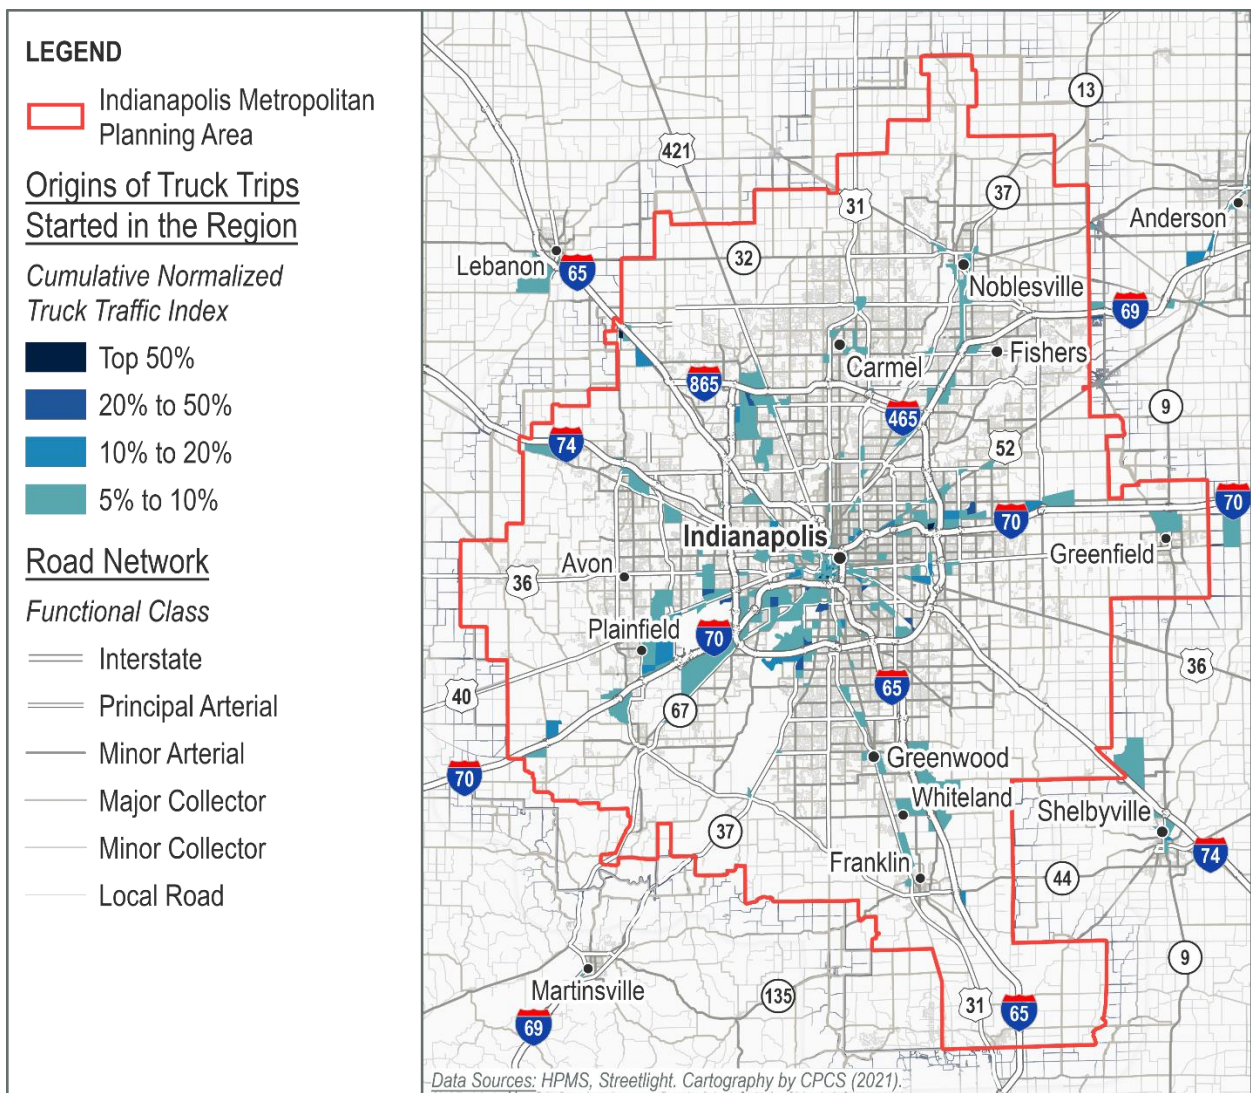 LEGEND
Indianapolis Metropolitan
Planning Area
Origins of Truck Trips
Started in the Region
Cumulative Normalized
Truck Traffic Index
Top 50%
20% to 50%
10% to 20%
5% to 10%
Road Network
Functional Class
Interstate
Principal Arterial
Minor Arterial
Major Collector
Minor Collector
Local Road
13
421
37
31
Anderson
32
Lebanon
65
Noblesville
69
Carmel
Fishers
865
9
465
74
52
70
70
Indianapolis
Greenfield
Avon
36
Plainfield
70
36
65
40
67
Greenwood
70
Whiteland
Shelbyville
37
74
Franklin
44
9
Martinsville
135
31
65
69
Data Sources: HPMS, Streetlight. Cartography by CPCS (2021).